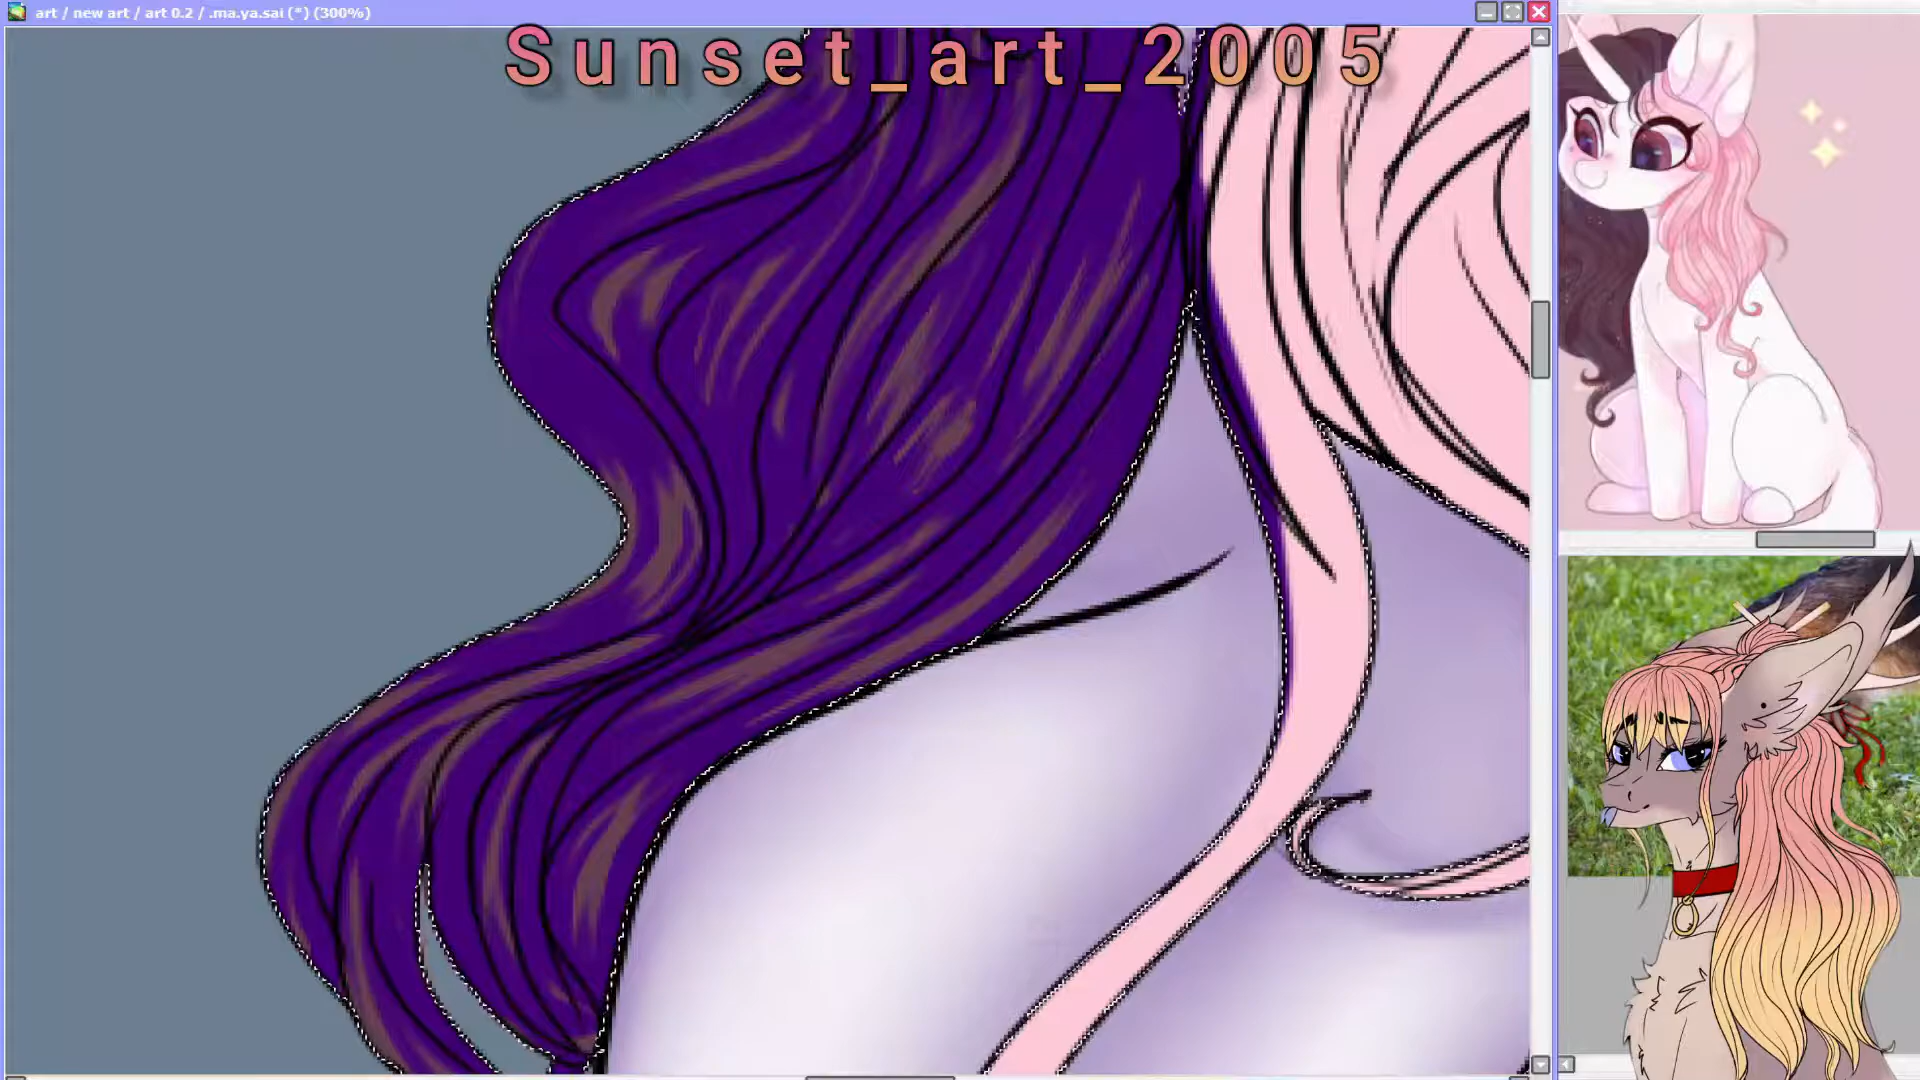 art / new art / art 0.2 / .ma.ya.sai (*) (300%)
Sunset_art_2005